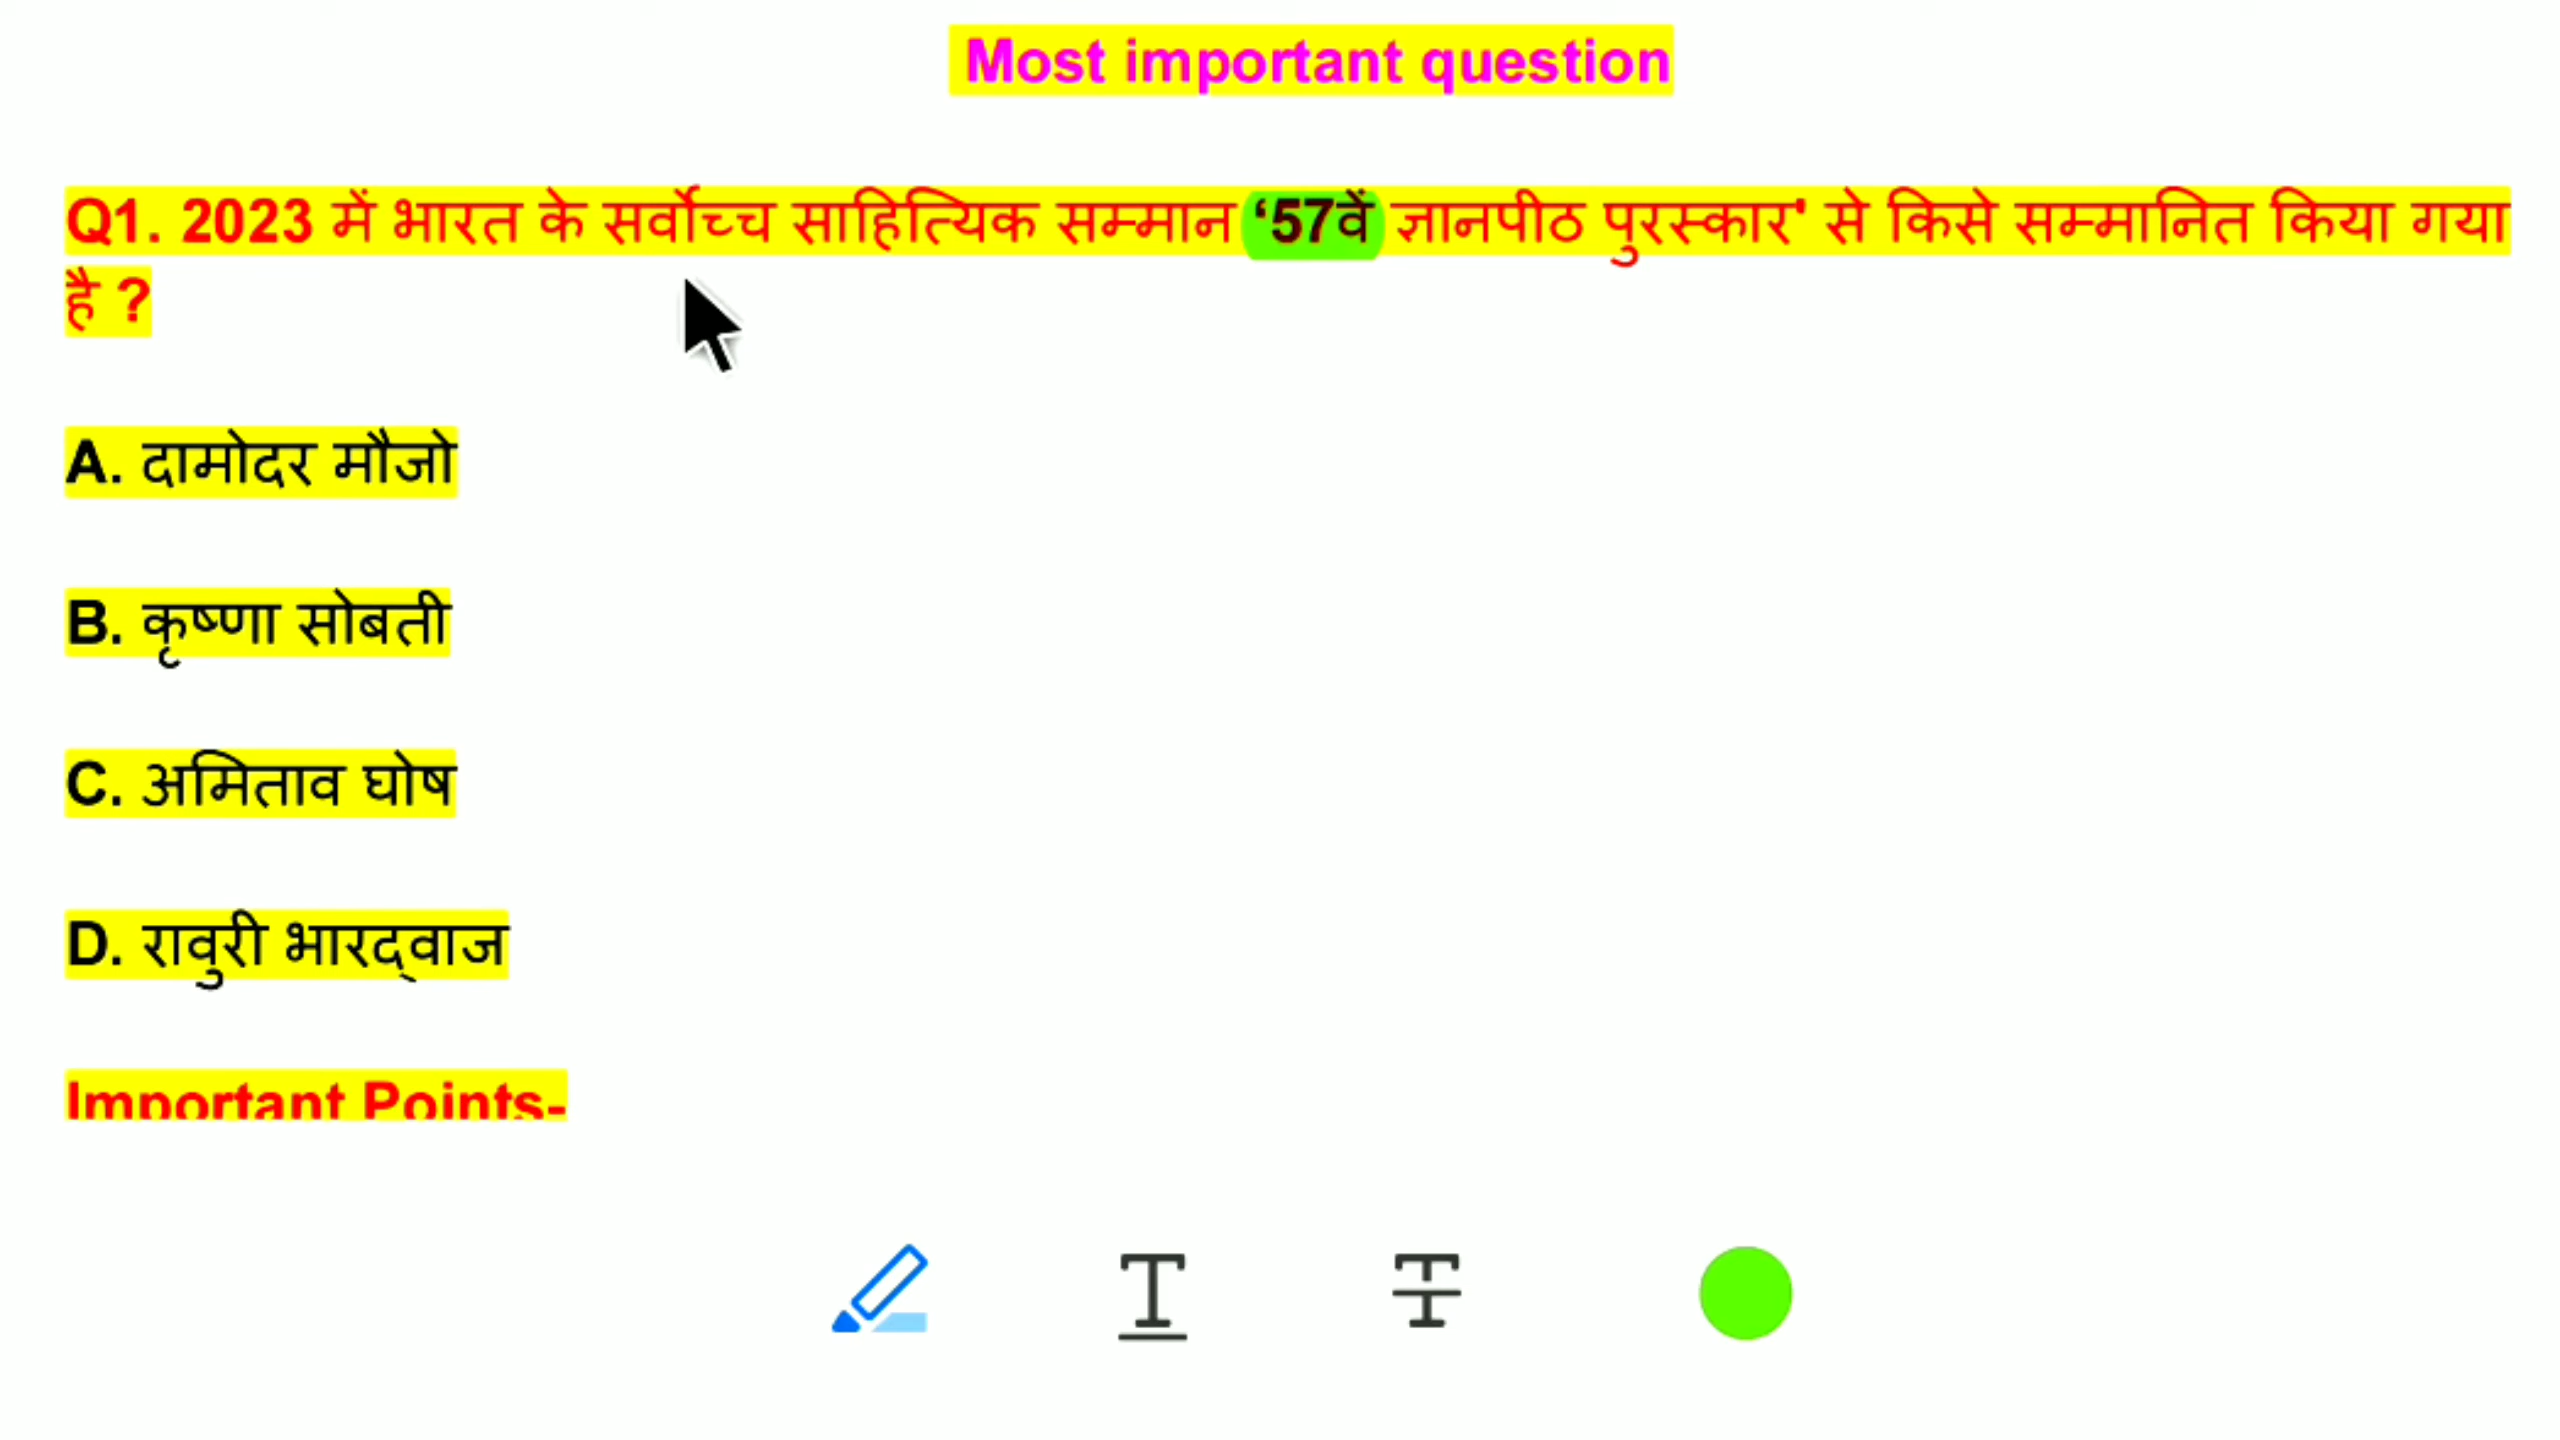 Most important question
Q1. 2023 में भारत के सर्वोच्च साहित्यिक सम्मान ‘57वें ज्ञानपीठ पुरस्कार' से किसे सम्मानित किया गया
है ?
A. दामोदर मौजो
B. कृष्णा सोबती
C. अमिताव घोष
D. रावुरी भारद्वाज
Important Points-